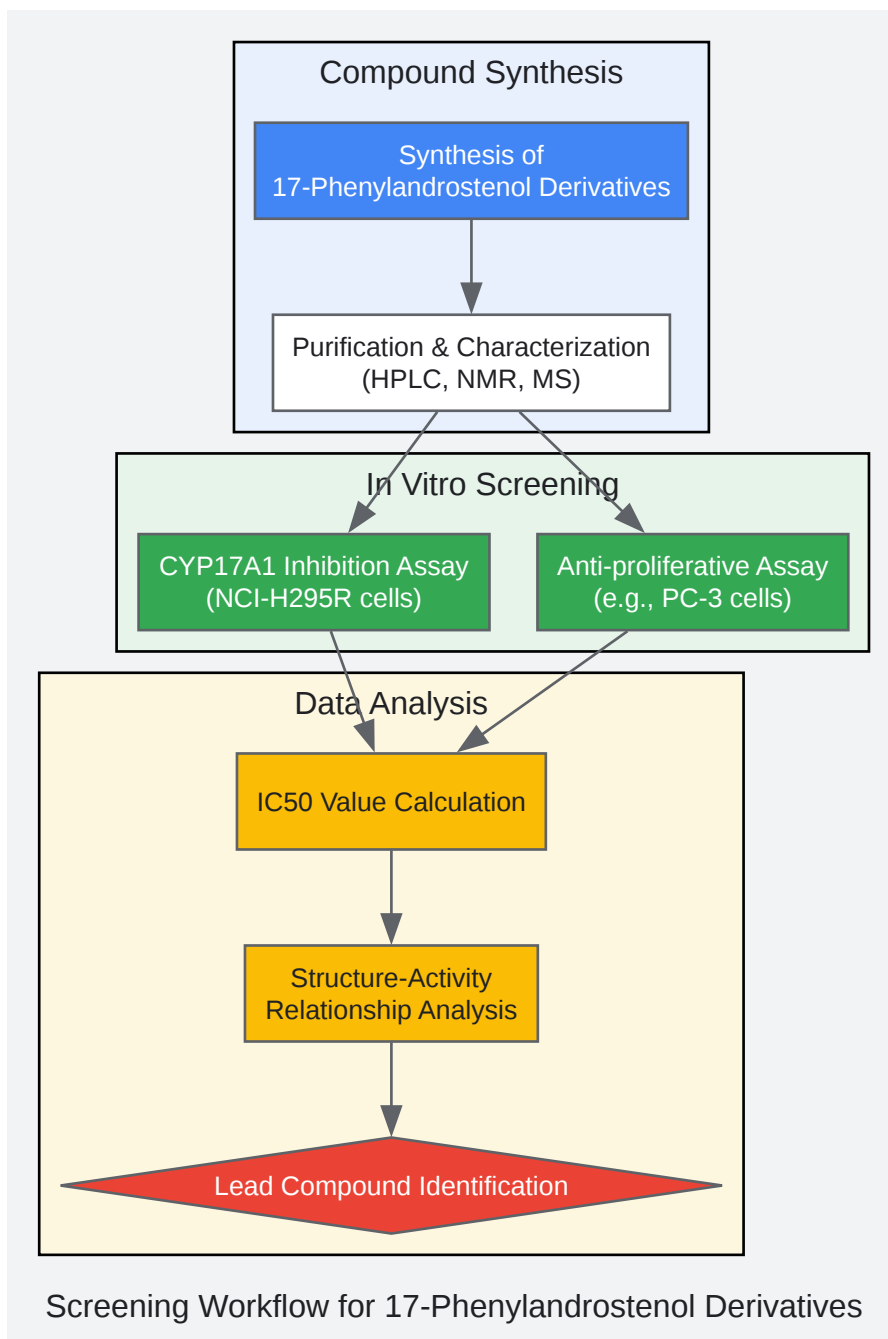 Compound Synthesis
Synthesis of
17-Phenylandrostenol Derivatives
Purification & Characterization
(HPLC, NMR, MS)
In Vitro Screening
CYP17A1 Inhibition Assay
(NCI-H295R cells)
Anti-proliferative Assay
(e.g., PC-3 cells)
Data Analysis
IC50 Value Calculation
Structure-Activity
Relationship Analysis
Lead Compound Identification
Screening Workflow for 17-Phenylandrostenol Derivatives